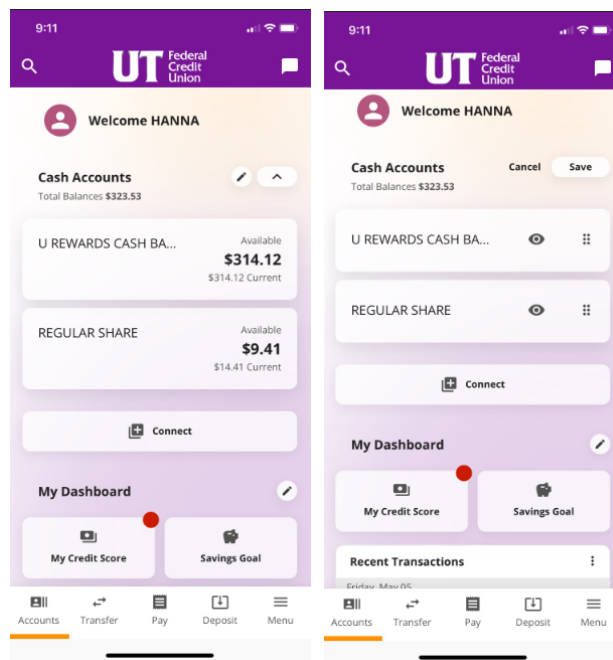 9:11
UT Federal
Credit
Union
Welcome HANNA
Cash Accounts
Total Balances $323.53
U REWARDS CASH BA...
Available
$314.12
$314.12 Current
REGULAR SHARE
Available
$9.41
$14.41 Current
Connect
My Dashboard
My Credit Score
Savings Goal
Accounts
Transfer
Pay
Deposit
Menu
9:11
UT Federal
Credit
Union
Welcome HANNA
Cash Accounts
Cancel
Save
Total Balances $323.53
U REWARDS CASH BA...
REGULAR SHARE
Connect
My Dashboard
My Credit Score
Savings Goal
Recent Transactions
Friday, May 05
Accounts
Transfer
Pay
Deposit
Menu